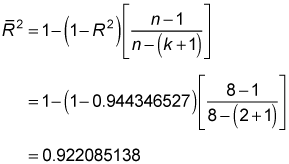 R̄² = 1−(1−R²)[(n−1)/(n−(k+1))]
= 1−(1−0.944346527)[(8−1)/(8−(2+1))]
= 0.922085138